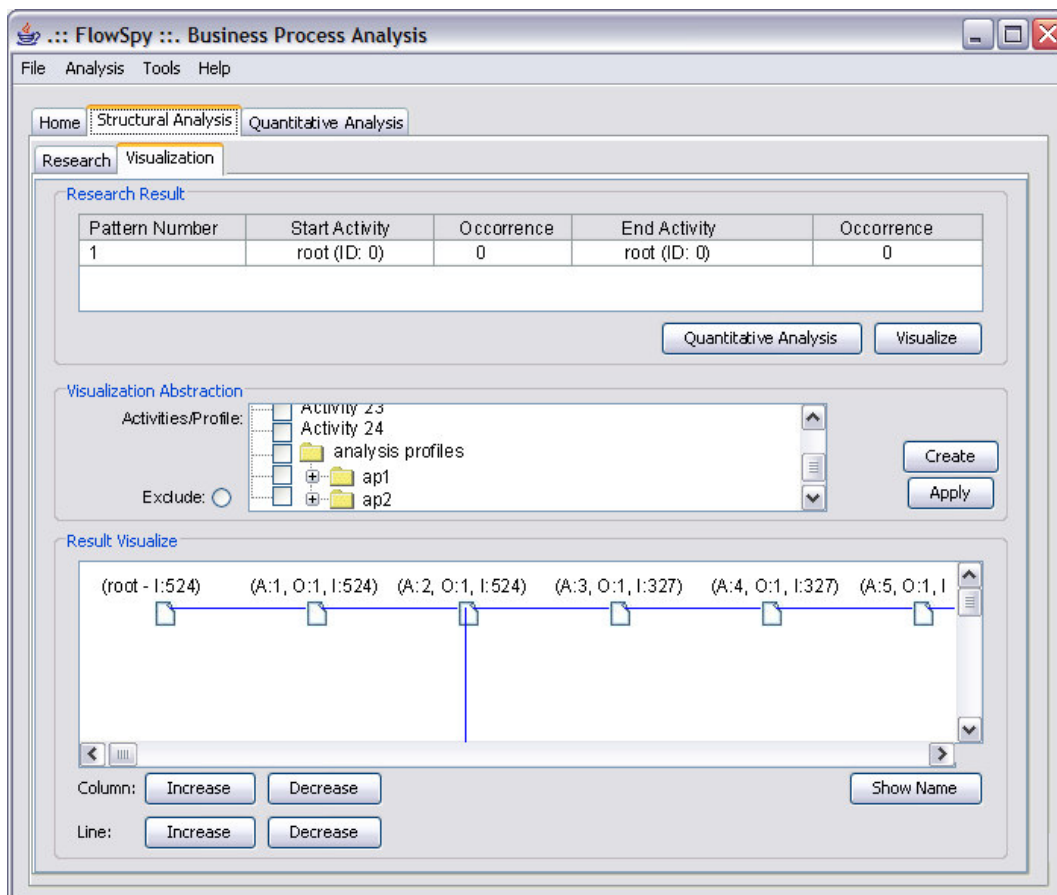 .:: FlowSpy ::. Business Process Analysis
File Analysis Tools Help
Home Structural Analysis Quantitative Analysis
Research Visualization
Research Result
Pattern Number Start Activity Occorrence End Activity Occorrence
1 root (ID: 0) 0 root (ID: 0) 0
Quantitative Analysis Visualize
Visualization Abstraction
Activities/Profile:
Activity 23
Activity 24
analysis profiles
ap1
Exclude: ap2
Create
Apply
Result Visualize
(root - I:524) (A:1, O:1, I:524) (A:2, O:1, I:524) (A:3, O:1, I:327) (A:4, O:1, I:327) (A:5, O:1, I
Column: Increase Decrease Show Name
Line: Increase Decrease